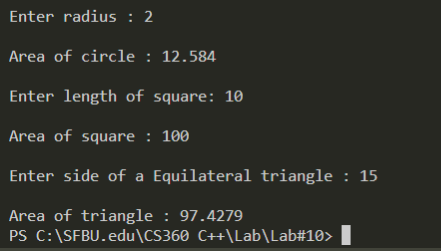 Enter radius : 2
Area of circle : 12.584
Enter length of square: 10
Area of square : 100
Enter side of a Equilateral triangle : 15
Area of triangle : 97.4279
PS C:\SFBU.edu\CS360 C++\Lab\Lab#10>